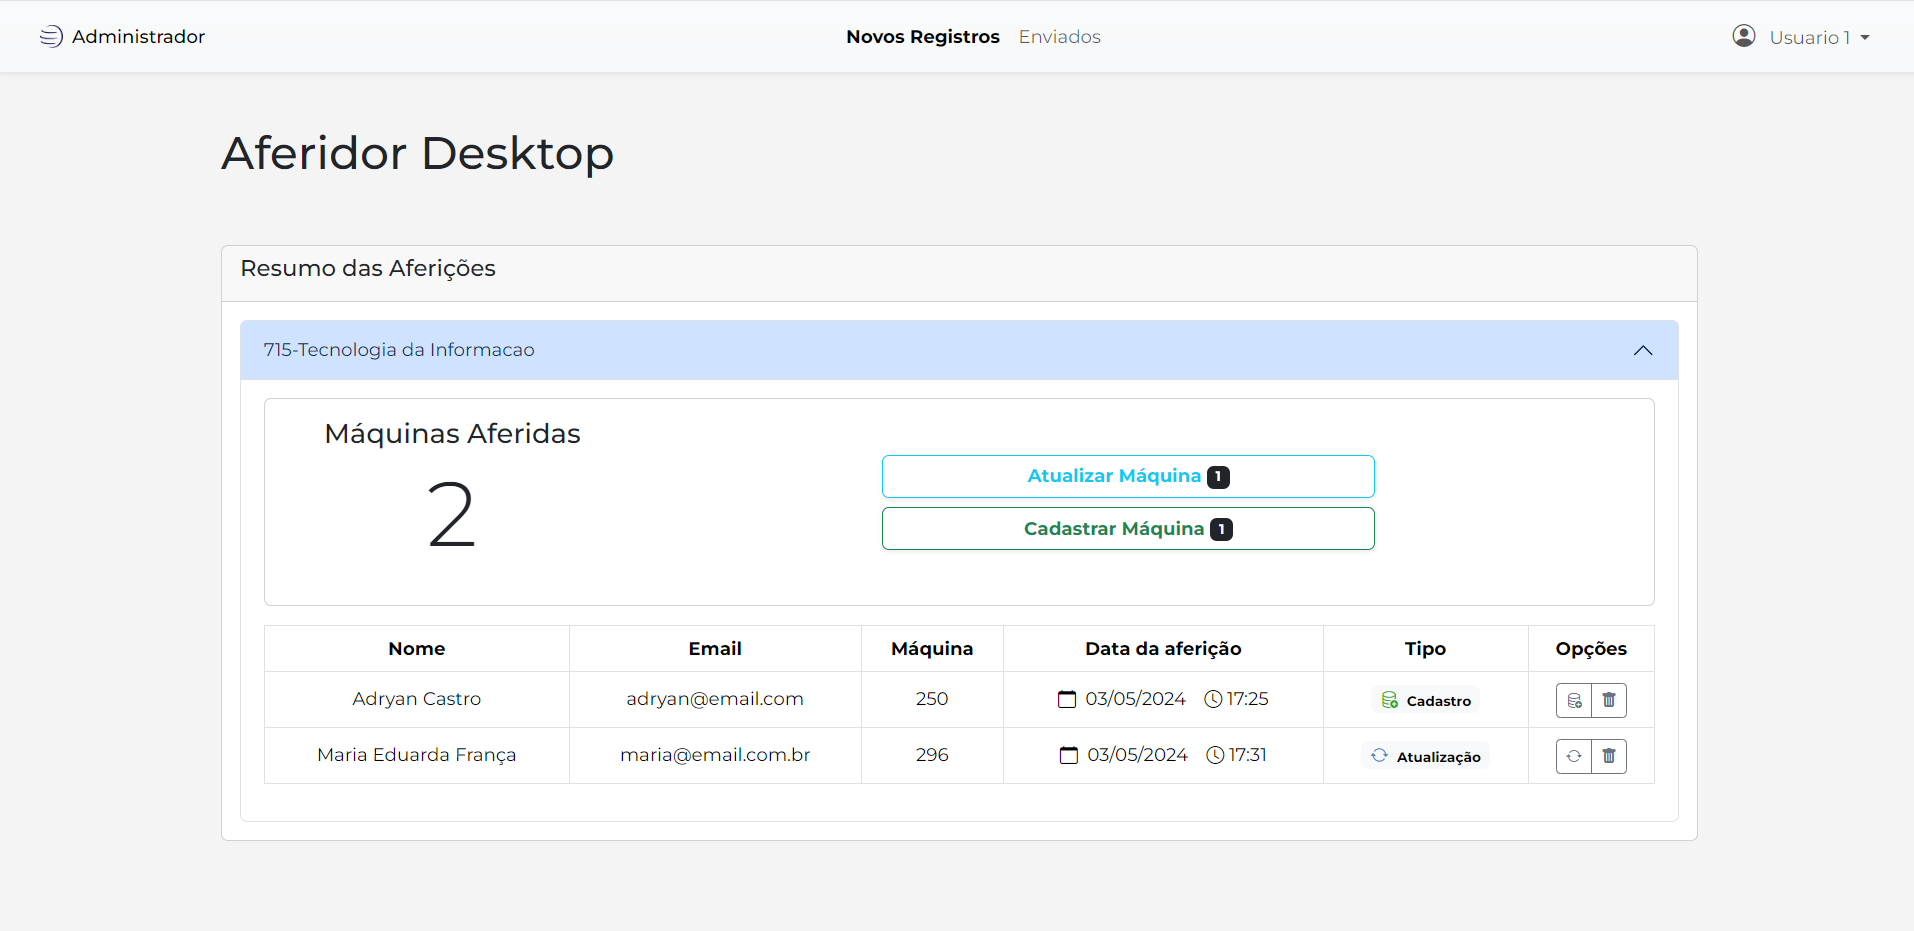 Administrador
Novos Registros Enviados
Usuario 1
Aferidor Desktop
Resumo das Aferições
715-Tecnologia da Informacao
Máquinas Aferidas
2
Atualizar Máquina 1
Cadastrar Máquina 1
Nome Email Máquina Data da aferição Tipo Opções
Adryan Castro adryan@email.com 250 03/05/2024 17:25 Cadastro
Maria Eduarda França maria@email.com.br 296 03/05/2024 17:31 Atualização